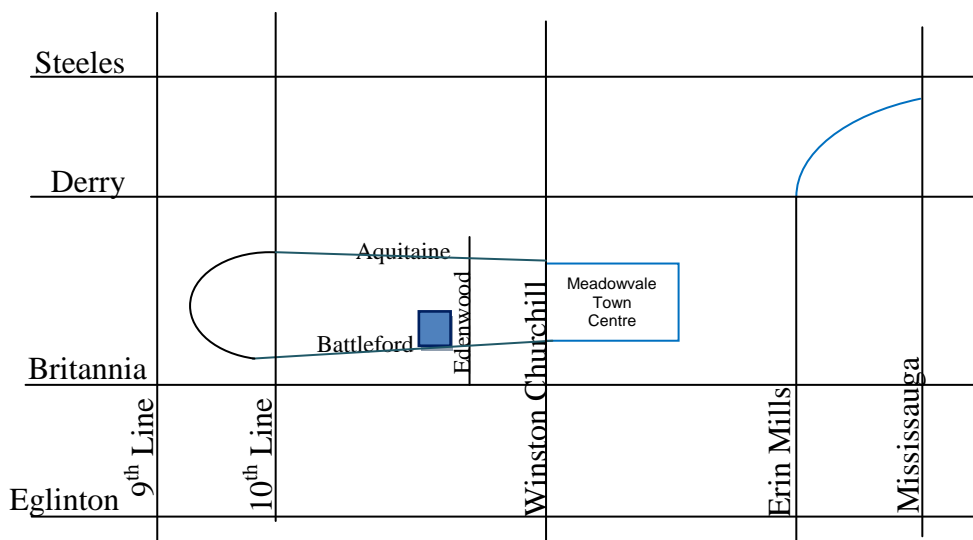 Steeles
Derry
Aquitaine
Meadowvale
Town
Centre
Edenwood
Battleford
Britannia
Winston Churchill
9th Line
10th Line
Erin Mills
Mississauga
Eglinton